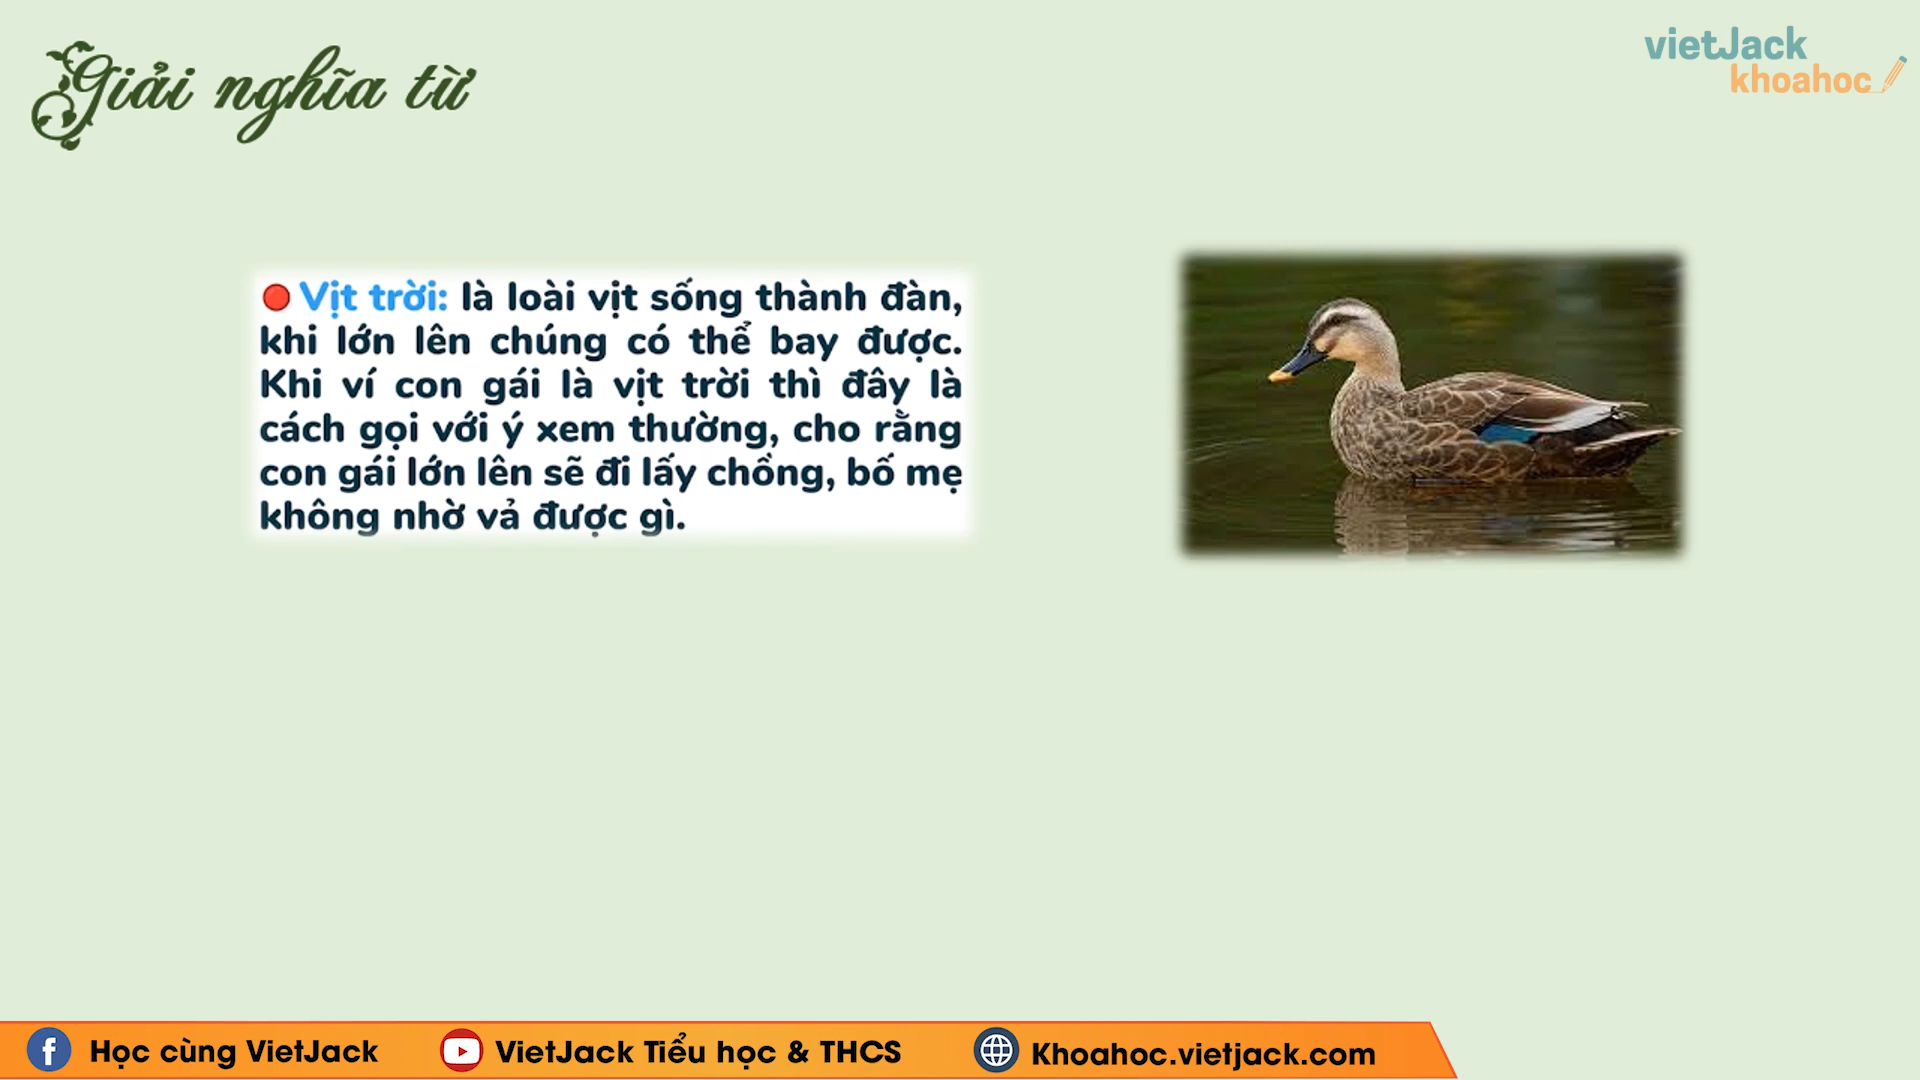 Giải nghĩa từ
vietJack
khoahoc
Vịt trời: là loài vịt sống thành đàn,
khi lớn lên chúng có thể bay được.
Khi ví con gái là vịt trời thì đây là
cách gọi với ý xem thường, cho rằng
con gái lớn lên sẽ đi lấy chồng, bố mẹ
không nhờ vả được gì.
Học cùng VietJack
VietJack Tiểu học & THCS
Khoahoc.vietjack.com